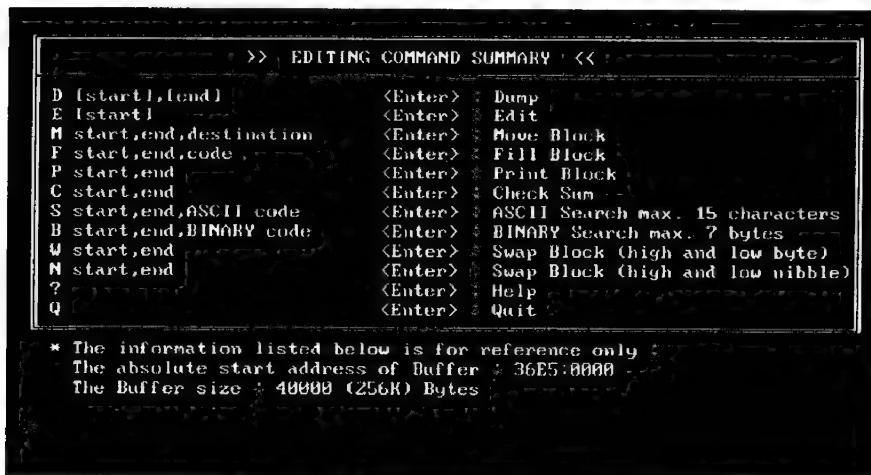 >> EDITING COMMAND SUMMARY <<
D [start],[end] <Enter> : Dump
E [start] <Enter> : Edit
M start,end,destination <Enter> : Move Block
F start,end,code <Enter> : Fill Block
P start,end <Enter> : Print Block
C start,end <Enter> : Check Sum
S start,end,ASCII code <Enter> : ASCII Search max. 15 characters
B start,end,BINARY code <Enter> : BINARY Search max. 7 bytes
W start,end <Enter> : Swap Block (high and low byte)
N start,end <Enter> : Swap Block (high and low nibble)
? <Enter> : Help
Q <Enter> : Quit
* The information listed below is for reference only :
The absolute start address of Buffer : 36E5:0000
The Buffer size : 40000 (256K) Bytes